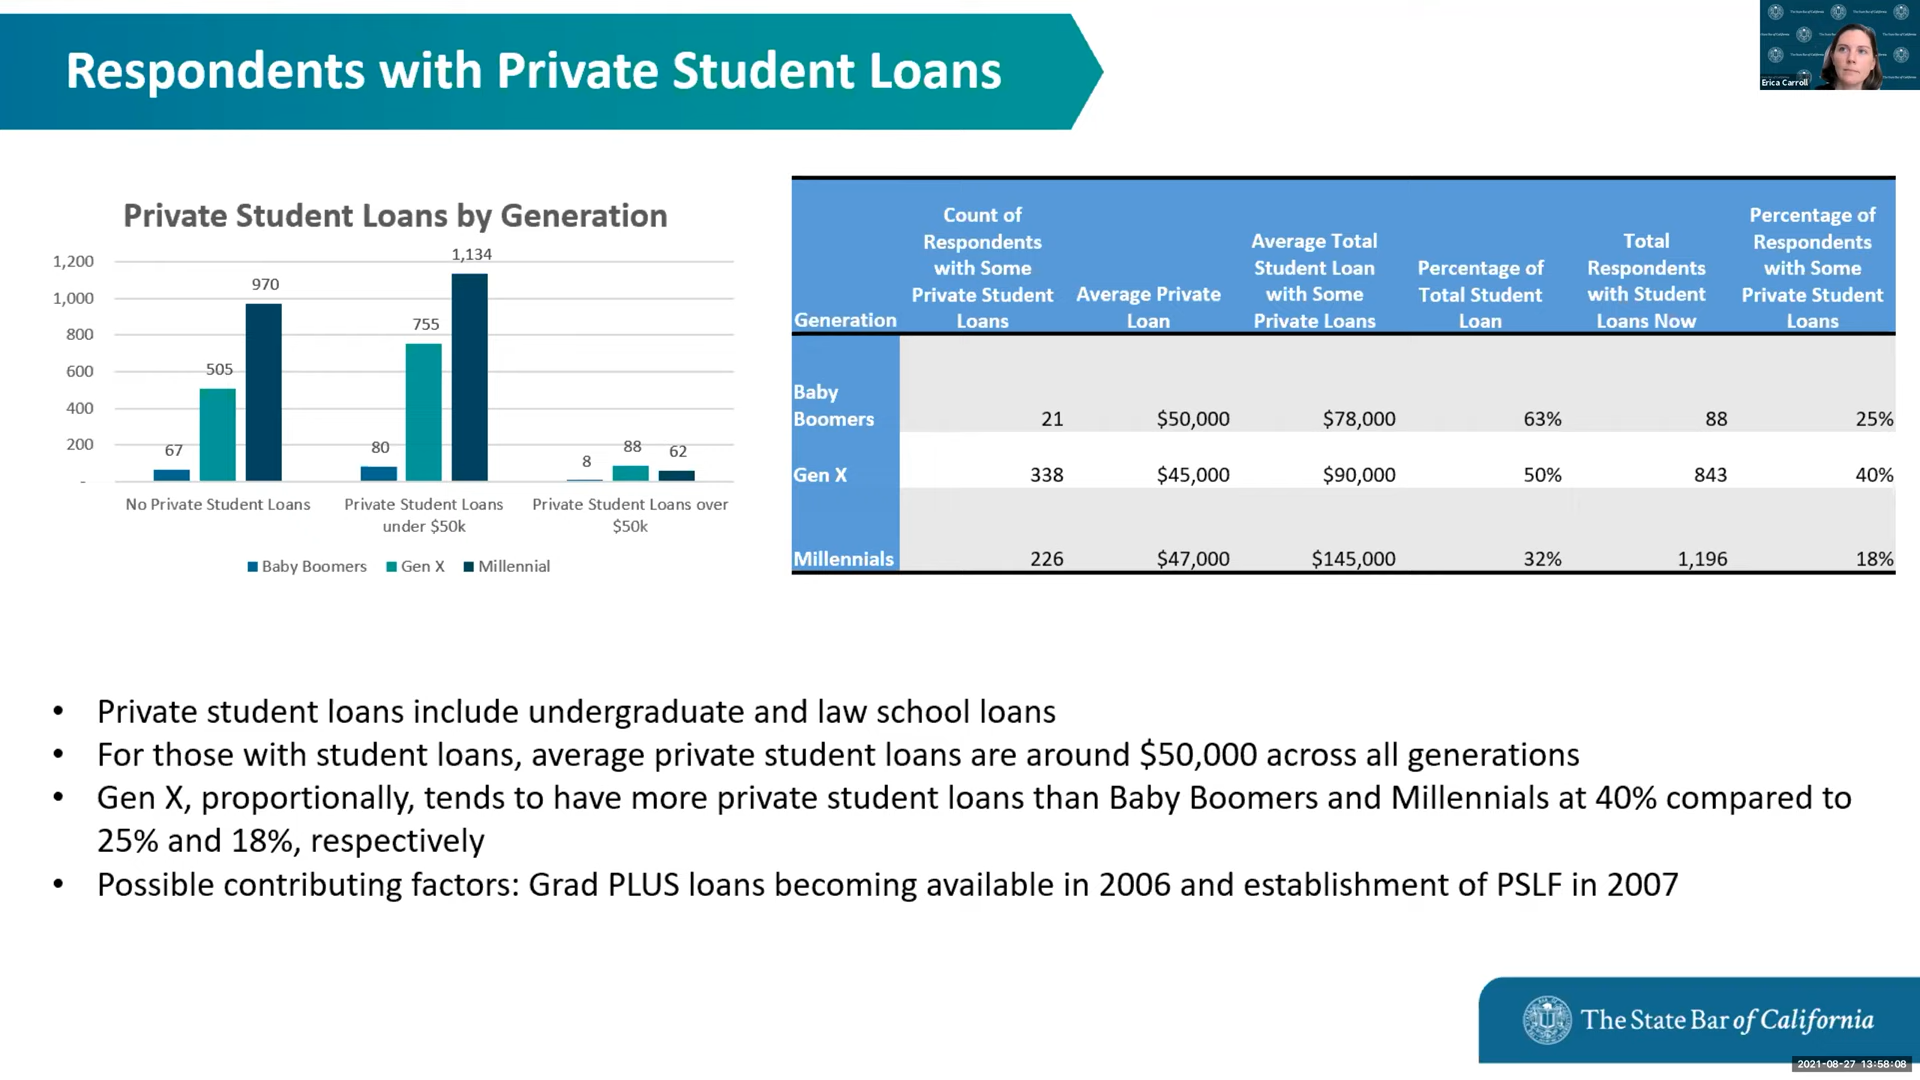 Respondents with Private Student Loans
Erica Carroll
Private Student Loans by Generation
1,200
1,000
800
600
400
200
-
67
505
970
80
755
1,134
8
88
62
No Private Student Loans
Private Student Loans
under $50k
Private Student Loans over
$50k
Baby Boomers Gen X Millennial
Generation
Count of
Respondents
with Some
Private Student
Loans
Average Private
Loan
Average Total
Student Loan
with Some
Private Loans
Percentage of
Total Student
Loan
Total
Respondents
with Student
Loans Now
Percentage of
Respondents
with Some
Private Student
Loans
Baby
Boomers 21 $50,000 $78,000 63% 88 25%
Gen X 338 $45,000 $90,000 50% 843 40%
Millennials 226 $47,000 $145,000 32% 1,196 18%
• Private student loans include undergraduate and law school loans
• For those with student loans, average private student loans are around $50,000 across all generations
• Gen X, proportionally, tends to have more private student loans than Baby Boomers and Millennials at 40% compared to
25% and 18%, respectively
• Possible contributing factors: Grad PLUS loans becoming available in 2006 and establishment of PSLF in 2007
The State Bar of California
2021-08-27 13:58:08